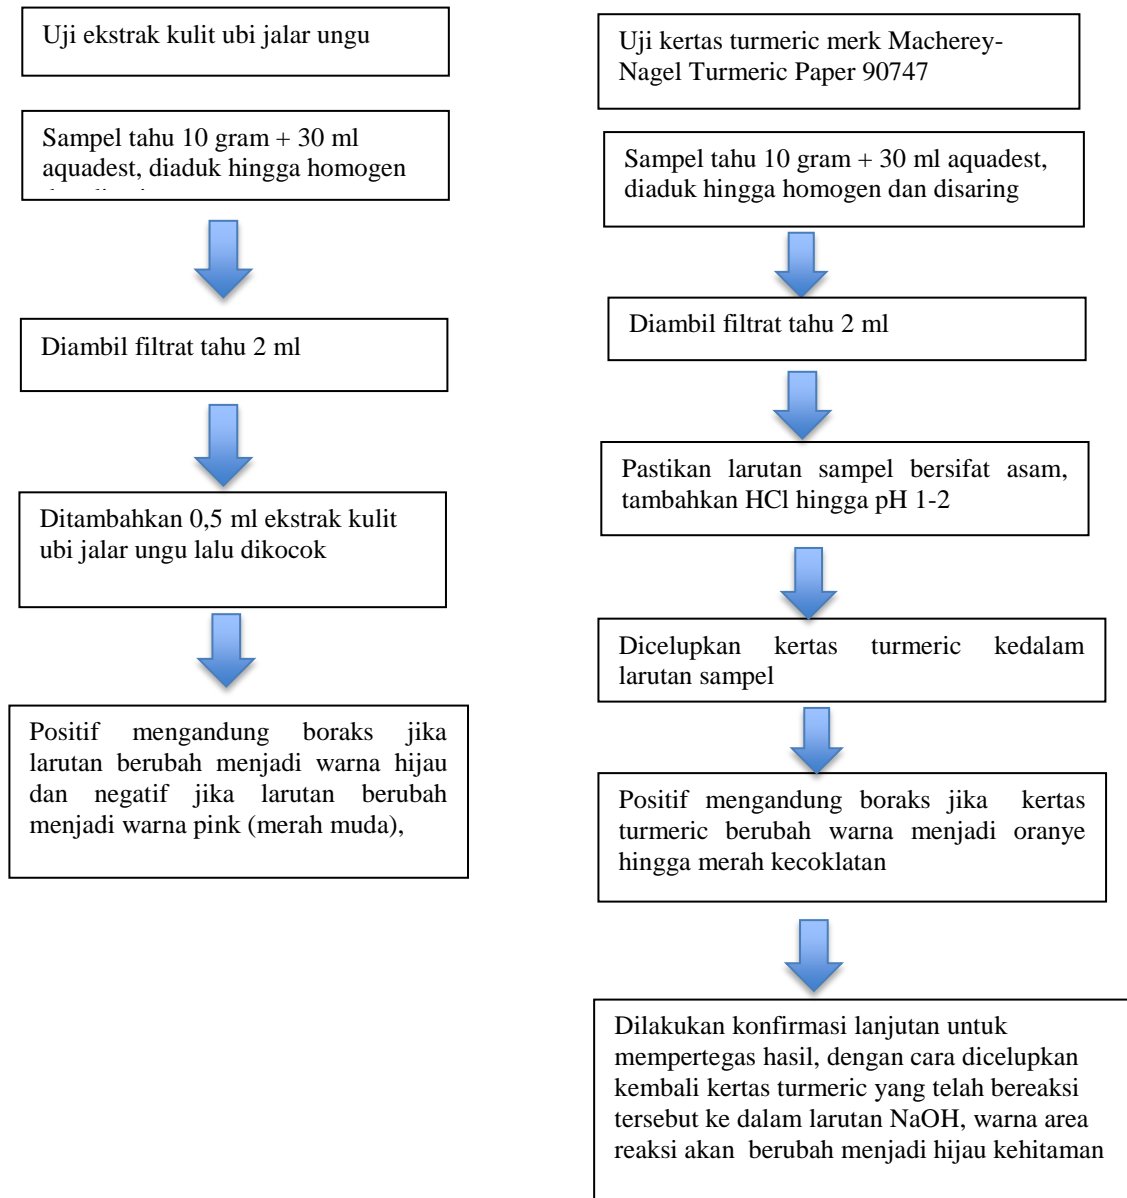 Uji ekstrak kulit ubi jalar ungu
Sampel tahu 10 gram + 30 ml
aquadest, diaduk hingga homogen
Diambil filtrat tahu 2 ml
Ditambahkan 0,5 ml ekstrak kulit
ubi jalar ungu lalu dikocok
Positif mengandung boraks jika
larutan berubah menjadi warna hijau
dan negatif jika larutan berubah
menjadi warna pink (merah muda),
Uji kertas turmeric merk Macherey-
Nagel Turmeric Paper 90747
Sampel tahu 10 gram + 30 ml aquadest,
diaduk hingga homogen dan disaring
Diambil filtrat tahu 2 ml
Pastikan larutan sampel bersifat asam,
tambahkan HCl hingga pH 1-2
Dicelupkan kertas turmeric kedalam
larutan sampel
Positif mengandung boraks jika kertas
turmeric berubah warna menjadi oranye
hingga merah kecoklatan
Dilakukan konfirmasi lanjutan untuk
mempertegas hasil, dengan cara dicelupkan
kembali kertas turmeric yang telah bereaksi
tersebut ke dalam larutan NaOH, warna area
reaksi akan berubah menjadi hijau kehitaman